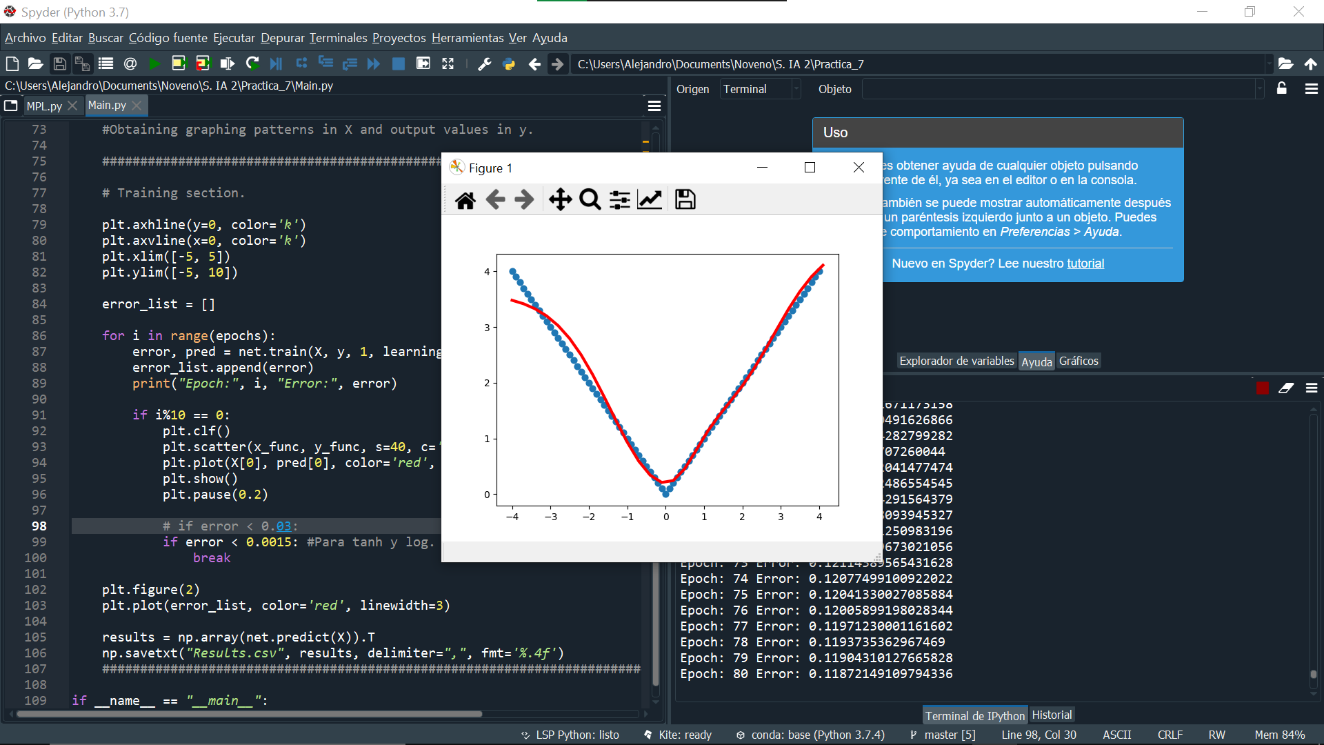 Spyder (Python 3.7)
Archivo Editar Buscar Código fuente Ejecutar Depurar Terminales Proyectos Herramientas Ver Ayuda
C:\Users\Alejandro\Documents\Noveno\S. IA 2\Practica_7
C:\Users\Alejandro\Documents\Noveno\S. IA 2\Practica_7\Main.py
MPL.py Main.py
73 #Obtaining graphing patterns in X and output values in y.
74
75 ##############################################
76
77 # Training section.
78
79 plt.axhline(y=0, color='k')
80 plt.axvline(x=0, color='k')
81 plt.xlim([-5, 5])
82 plt.ylim([-5, 10])
83
84 error_list = []
85
86 for i in range(epochs):
87 error, pred = net.train(X, y, 1, learning
88 error_list.append(error)
89 print("Epoch:", i, "Error:", error)
90
91 if i%10 == 0:
92 plt.clf()
93 plt.scatter(x_func, y_func, s=40, c='
94 plt.plot(X[0], pred[0], color='red',
95 plt.show()
96 plt.pause(0.2)
97
98 # if error < 0.03:
99 if error < 0.0015: #Para tanh y log.
100 break
101
102 plt.figure(2)
103 plt.plot(error_list, color='red', linewidth=3)
104
105 results = np.array(net.predict(X)).T
106 np.savetxt("Results.csv", results, delimiter=",", fmt='%.4f')
107 ########################################################################
108
109 if __name__ == "__main__":
Figure 1
4
3
2
1
0
−4 −3 −2 −1 0 1 2 3 4
Origen Terminal Objeto
Uso
es obtener ayuda de cualquier objeto pulsando
ente de él, ya sea en el editor o en la consola.
ambién se puede mostrar automáticamente después
un paréntesis izquierdo junto a un objeto. Puedes
e comportamiento en Preferencias > Ayuda.
Nuevo en Spyder? Lee nuestro tutorial
Explorador de variables Ayuda Gráficos
671173158
491626866
4282799282
07260044
041477474
486554545
291564379
8093945327
1250983196
9673021056
Epoch: 73 Error: 0.12114389565431628
Epoch: 74 Error: 0.12077499100922022
Epoch: 75 Error: 0.12041330027085884
Epoch: 76 Error: 0.12005899198028344
Epoch: 77 Error: 0.11971230001161602
Epoch: 78 Error: 0.1193735362967469
Epoch: 79 Error: 0.11904310127665828
Epoch: 80 Error: 0.11872149109794336
Terminal de IPython Historial
LSP Python: listo Kite: ready conda: base (Python 3.7.4) master [5] Line 98, Col 30 ASCII CRLF RW Mem 84%